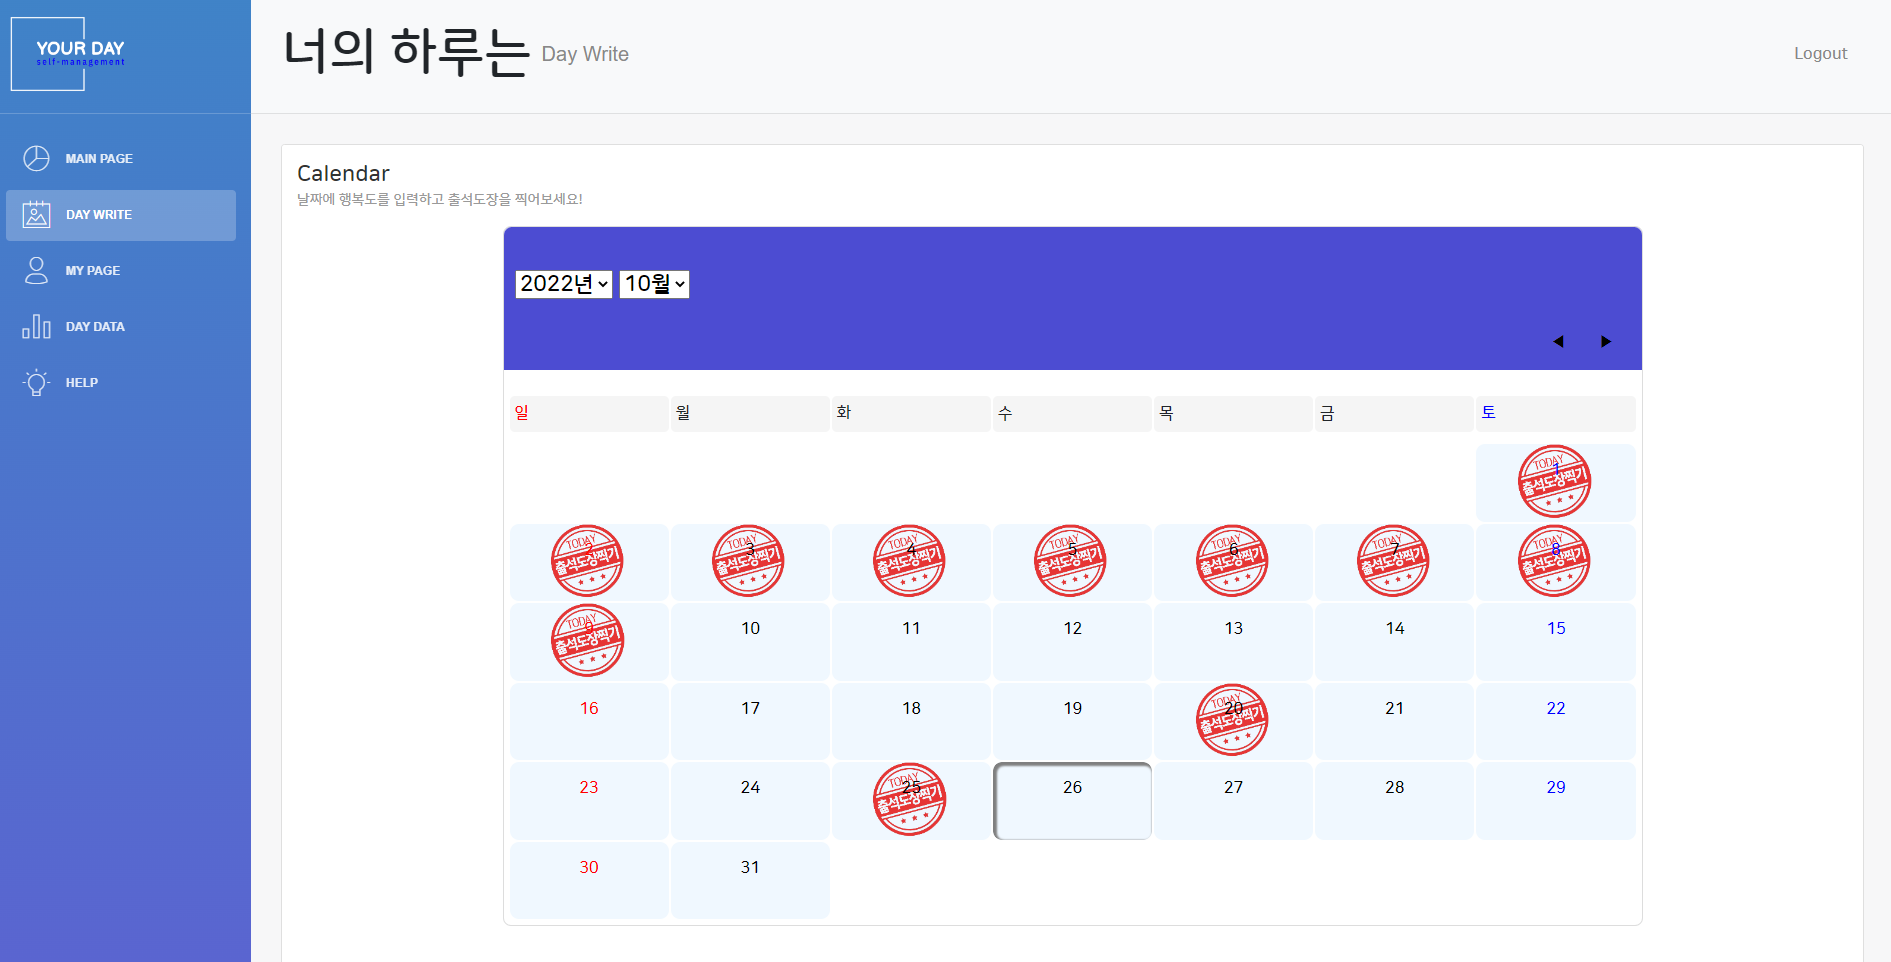 YOUR DAY
self-management
너의 하루는 Day Write
Logout
MAIN PAGE
DAY WRITE
MY PAGE
DAY DATA
HELP
Calendar
날짜에 행복도를 입력하고 출석도장을 찍어보세요!
2022년 10월
◀ ▶
일 월 화 수 목 금 토
1
TODAY
출석도장찍기
2 3 4 5 6 7 8
TODAY TODAY TODAY TODAY TODAY TODAY TODAY
출석도장찍기 출석도장찍기 출석도장찍기 출석도장찍기 출석도장찍기 출석도장찍기 출석도장찍기
9 10 11 12 13 14 15
TODAY
출석도장찍기
16 17 18 19 20 21 22
TODAY
출석도장찍기
23 24 25 26 27 28 29
TODAY
출석도장찍기
30 31